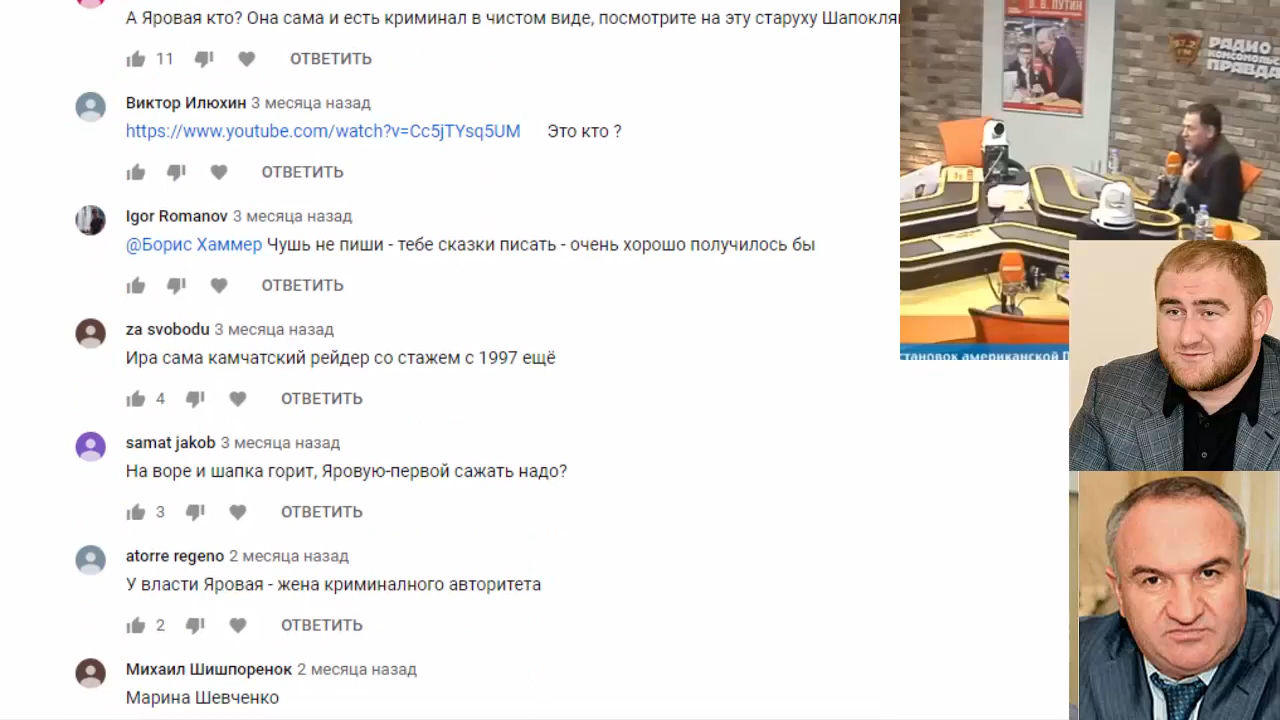 А Яровая кто? Она сама и есть криминал в чистом виде, посмотрите на эту старуху
11 ОТВЕТИТЬ
Виктор Илюхин 3 месяца назад
https://www.youtube.com/watch?v=Cc5jTYsq5UM Это кто ?
ОТВЕТИТЬ
Igor Romanov 3 месяца назад
@Борис Хаммер Чушь не пиши - тебе сказки писать - очень хорошо получилось бы
ОТВЕТИТЬ
za svobodu 3 месяца назад
Ира сама камчатский рейдер со стажем с 1997 ещё
4 ОТВЕТИТЬ
samat jakob 3 месяца назад
На воре и шапка горит, Яровую-первой сажать надо?
3 ОТВЕТИТЬ
atorre regeno 2 месяца назад
У власти Яровая - жена криминалного авторитета
2 ОТВЕТИТЬ
Михаил Шишпоренок 2 месяца назад
Марина Шевченко
В. В. ПУТИН
97.2 FM
РАДИО
КОМСОМОЛЬС
ПРАВДА
американской